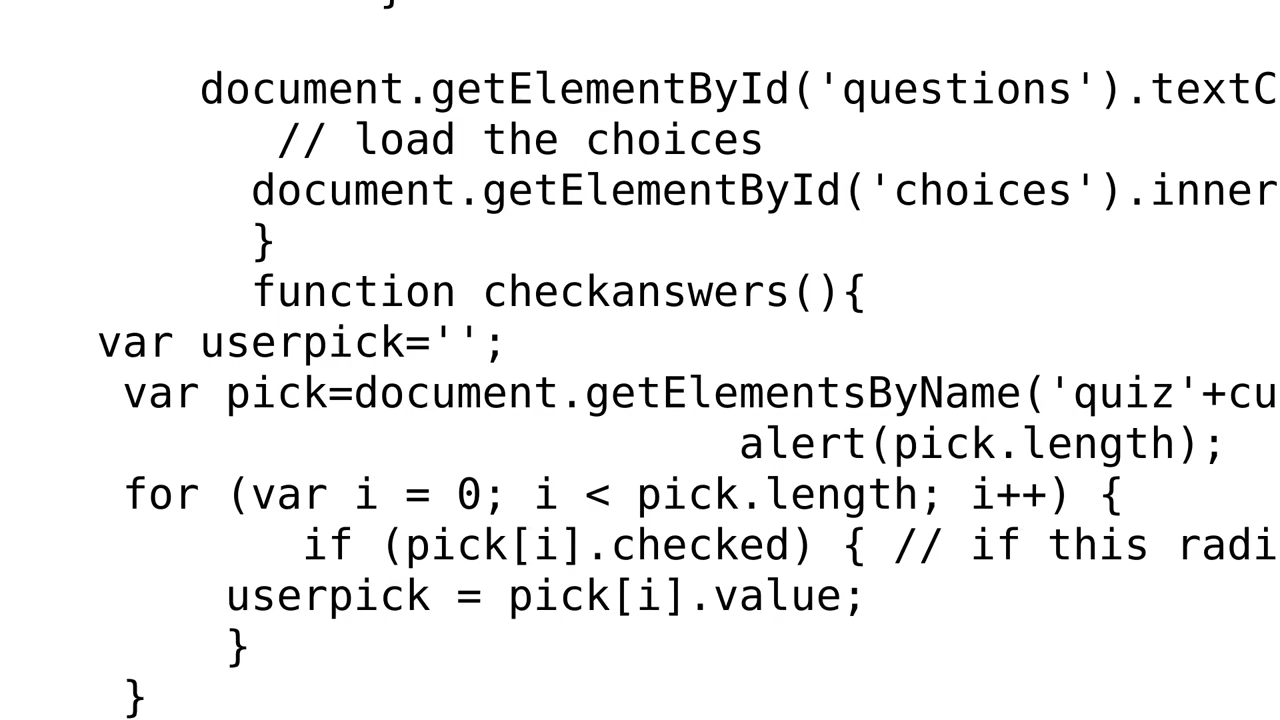 }
document.getElementById('questions').textC
// load the choices
document.getElementById('choices').inner
}
function checkanswers(){
var userpick='';
var pick=document.getElementsByName('quiz'+cu
alert(pick.length);
for (var i = 0; i < pick.length; i++) {
if (pick[i].checked) { // if this radi
userpick = pick[i].value;
}
}